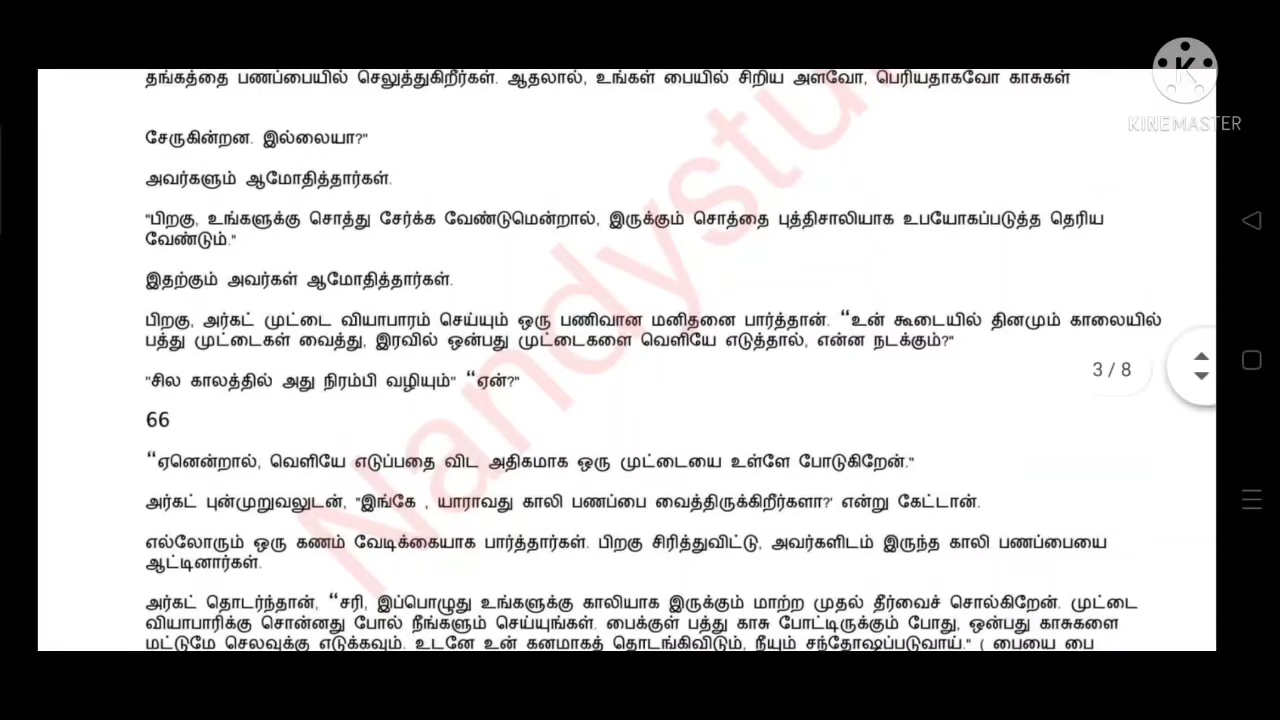 தங்கத்தை பணப்பையில் செலுத்துகிறீர்கள். ஆதலால், உங்கள் பையில் சிறிய அளவோ, பெரியதாகவோ காசுகள்
சேருகின்றன. இல்லையா?"
அவர்களும் ஆமோதித்தார்கள்.
"பிறகு, உங்களுக்கு சொத்து சேர்க்க வேண்டுமென்றால், இருக்கும் சொத்தை புத்திசாலியாக உபயோகப்படுத்த தெரிய
வேண்டும்."
இதற்கும் அவர்கள் ஆமோதித்தார்கள்.
பிறகு, அர்கட் முட்டை வியாபாரம் செய்யும் ஒரு பணிவான மனிதனை பார்த்தான். “உன் கூடையில் தினமும் காலையில்
பத்து முட்டைகள் வைத்து, இரவில் ஒன்பது முட்டைகளை வெளியே எடுத்தால், என்ன நடக்கும்?"
"சில காலத்தில் அது நிரம்பி வழியும்" “ஏன்?"
66
“ஏனென்றால், வெளியே எடுப்பதை விட அதிகமாக ஒரு முட்டையை உள்ளே போடுகிறேன்."
அர்கட் புன்முறுவலுடன், "இங்கே , யாராவது காலி பணப்பை வைத்திருக்கிறீர்களா?' என்று கேட்டான்.
எல்லோரும் ஒரு கணம் வேடிக்கையாக பார்த்தார்கள். பிறகு சிரித்துவிட்டு, அவர்களிடம் இருந்த காலி பணப்பையை
ஆட்டினார்கள்.
அர்கட் தொடர்ந்தான், “சரி, இப்பொழுது உங்களுக்கு காலியாக இருக்கும் மாற்ற முதல் தீர்வைச் சொல்கிறேன். முட்டை
வியாபாரிக்கு சொன்னது போல் நீங்களும் செய்யுங்கள். பைக்குள் பத்து காசு போட்டிருக்கும் போது, ஒன்பது காசுகளை
மட்டுமே செலவுக்கு எடுக்கவும். உடனே உன் கனமாகத் தொடங்கிவிடும், நீயும் சந்தோஷப்படுவாய்." ( பையை பை
Nandystu
KINEMASTER
3 / 8